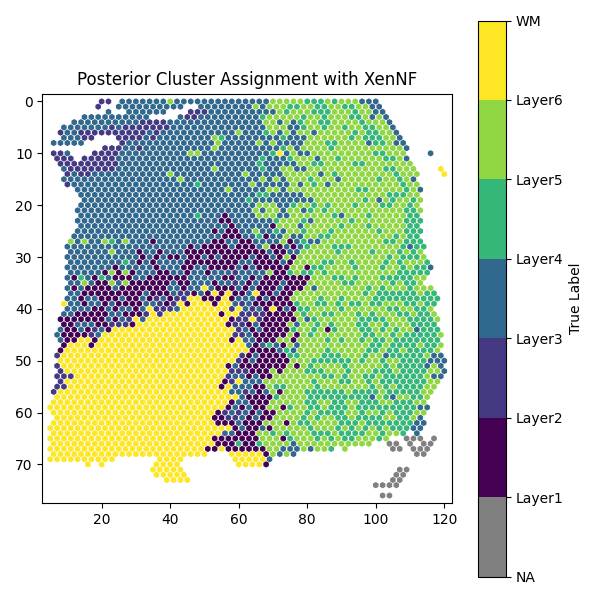 Posterior Cluster Assignment with XenNF
0
10
20
30
40
50
60
70
20
40
60
80
100
120
WM
Layer6
Layer5
Layer4
Layer3
Layer2
Layer1
NA
True Label